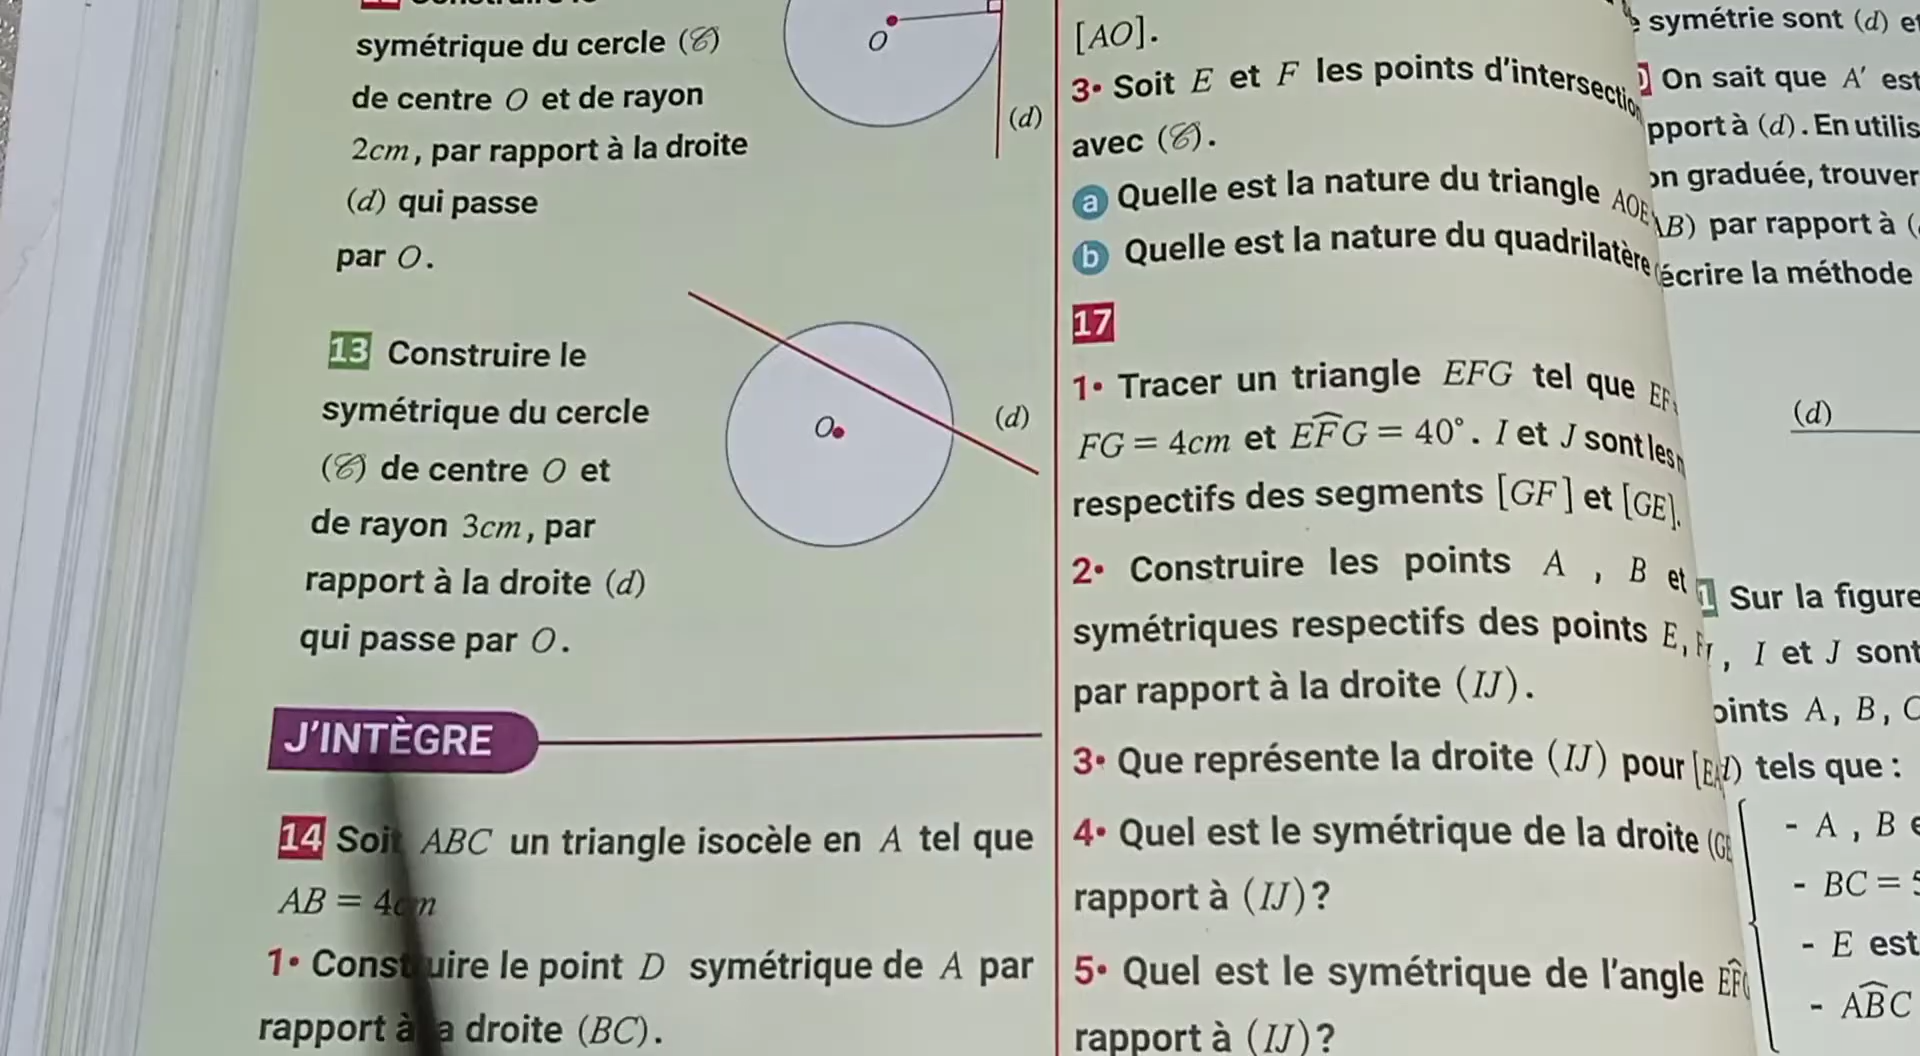 symétrique du cercle (𝒞)
de centre O et de rayon
2cm, par rapport à la droite
(d) qui passe
par O.
O
(d)
13 Construire le
symétrique du cercle
(𝒞) de centre O et
de rayon 3cm, par
rapport à la droite (d)
qui passe par O.
O
(d)
J'INTÈGRE
14 Soit ABC un triangle isocèle en A tel que
AB = 4cm
1• Construire le point D symétrique de A par
rapport à la droite (BC).
[AO].
3• Soit E et F les points d'intersection
avec (𝒞).
a Quelle est la nature du triangle AOE
b Quelle est la nature du quadrilatère
17
1• Tracer un triangle EFG tel que EF
FG = 4cm et EFG = 40°. I et J sont les
respectifs des segments [GF] et [GE].
2• Construire les points A , B et
symétriques respectifs des points E,
par rapport à la droite (IJ).
3• Que représente la droite (IJ) pour
4• Quel est le symétrique de la droite
rapport à (IJ)?
5• Quel est le symétrique de l'angle
rapport à (IJ)?
symétrie sont (d)
On sait que A' est
à (d). En utilis
graduée, trouver
par rapport à
écrire la méthode
(d)
Sur la figure
, I et J sont
A, B, C
tels que :
- A , B
- BC =
- E est
- ABC